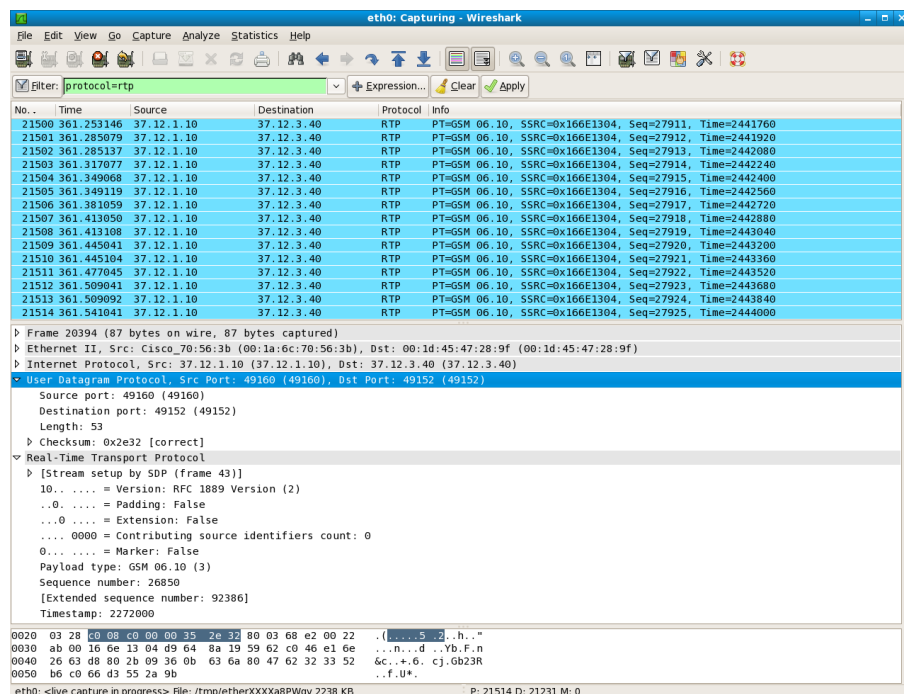 eth0: Capturing - Wireshark
File Edit View Go Capture Analyze Statistics Help
Filter: protocol=rtp Expression... Clear Apply
No. . Time Source Destination Protocol Info
21500 361.253146 37.12.1.10 37.12.3.40 RTP PT=GSM 06.10, SSRC=0x166E1304, Seq=27911, Time=2441760
21501 361.285079 37.12.1.10 37.12.3.40 RTP PT=GSM 06.10, SSRC=0x166E1304, Seq=27912, Time=2441920
21502 361.285137 37.12.1.10 37.12.3.40 RTP PT=GSM 06.10, SSRC=0x166E1304, Seq=27913, Time=2442080
21503 361.317077 37.12.1.10 37.12.3.40 RTP PT=GSM 06.10, SSRC=0x166E1304, Seq=27914, Time=2442240
21504 361.349068 37.12.1.10 37.12.3.40 RTP PT=GSM 06.10, SSRC=0x166E1304, Seq=27915, Time=2442400
21505 361.349119 37.12.1.10 37.12.3.40 RTP PT=GSM 06.10, SSRC=0x166E1304, Seq=27916, Time=2442560
21506 361.381059 37.12.1.10 37.12.3.40 RTP PT=GSM 06.10, SSRC=0x166E1304, Seq=27917, Time=2442720
21507 361.413050 37.12.1.10 37.12.3.40 RTP PT=GSM 06.10, SSRC=0x166E1304, Seq=27918, Time=2442880
21508 361.413108 37.12.1.10 37.12.3.40 RTP PT=GSM 06.10, SSRC=0x166E1304, Seq=27919, Time=2443040
21509 361.445041 37.12.1.10 37.12.3.40 RTP PT=GSM 06.10, SSRC=0x166E1304, Seq=27920, Time=2443200
21510 361.445104 37.12.1.10 37.12.3.40 RTP PT=GSM 06.10, SSRC=0x166E1304, Seq=27921, Time=2443360
21511 361.477045 37.12.1.10 37.12.3.40 RTP PT=GSM 06.10, SSRC=0x166E1304, Seq=27922, Time=2443520
21512 361.509041 37.12.1.10 37.12.3.40 RTP PT=GSM 06.10, SSRC=0x166E1304, Seq=27923, Time=2443680
21513 361.509092 37.12.1.10 37.12.3.40 RTP PT=GSM 06.10, SSRC=0x166E1304, Seq=27924, Time=2443840
21514 361.541041 37.12.1.10 37.12.3.40 RTP PT=GSM 06.10, SSRC=0x166E1304, Seq=27925, Time=2444000
Frame 20394 (87 bytes on wire, 87 bytes captured)
Ethernet II, Src: Cisco_70:56:3b (00:1a:6c:70:56:3b), Dst: 00:1d:45:47:28:9f (00:1d:45:47:28:9f)
Internet Protocol, Src: 37.12.1.10 (37.12.1.10), Dst: 37.12.3.40 (37.12.3.40)
User Datagram Protocol, Src Port: 49160 (49160), Dst Port: 49152 (49152)
Source port: 49160 (49160)
Destination port: 49152 (49152)
Length: 53
Checksum: 0x2e32 [correct]
Real-Time Transport Protocol
[Stream setup by SDP (frame 43)]
10.. .... = Version: RFC 1889 Version (2)
..0. .... = Padding: False
...0 .... = Extension: False
.... 0000 = Contributing source identifiers count: 0
0... .... = Marker: False
Payload type: GSM 06.10 (3)
Sequence number: 26850
[Extended sequence number: 92386]
Timestamp: 2272000
0020 03 28 c0 08 c0 00 00 35 2e 32 80 03 68 e2 00 22 .(.....5 .2..h.."
0030 ab 00 16 6e 13 04 d9 64 8a 19 59 62 c0 46 e1 6e ...n...d ..Yb.F.n
0040 26 63 d8 80 2b 09 36 0b 63 6a 80 47 62 32 33 52 &c..+.6. cj.Gb23R
0050 b6 c0 66 d3 55 2a 9b ..f.U*.
eth0: <live capture in progress> File: /tmp/etherXXXXa8PWgv 2238 KB P: 21514 D: 21231 M: 0